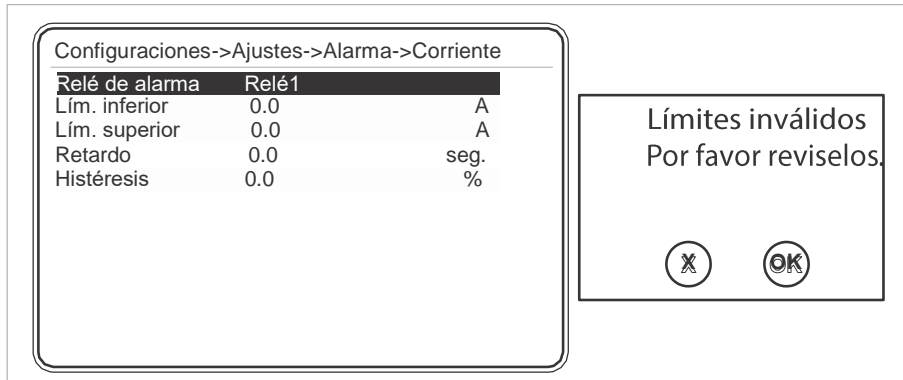 Configuraciones->Ajustes->Alarma->Corriente
Relé de alarma Relé1
Lím. inferior 0.0 A
Lím. superior 0.0 A
Retardo 0.0 seg.
Histéresis 0.0 %
Límites inválidos
Por favor reviselos.
X OK